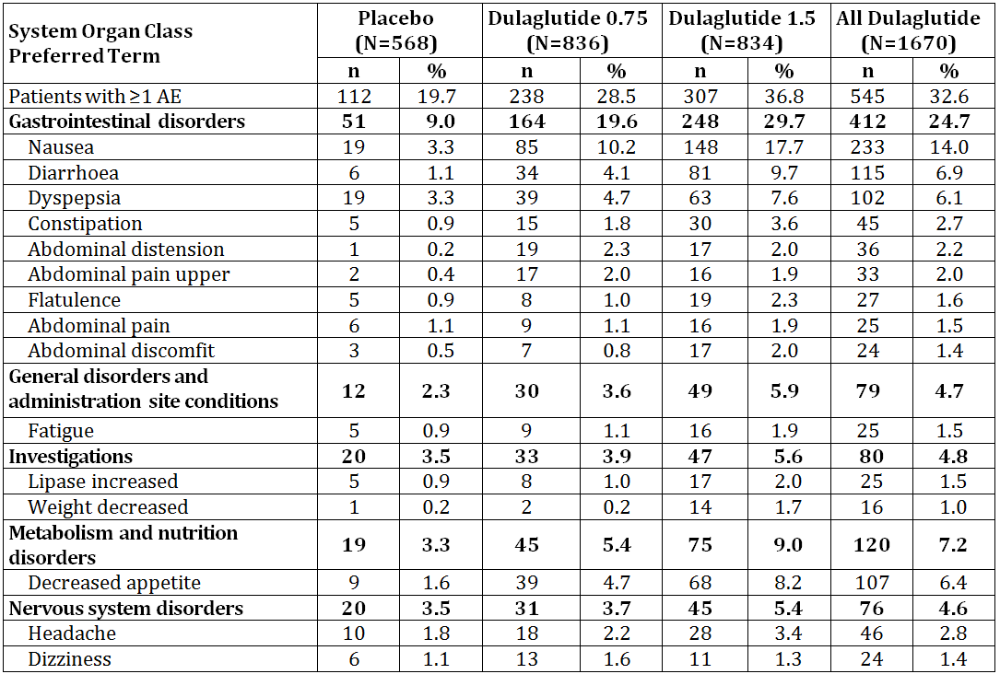 System Organ Class Placebo Dulaglutide 0.75 Dulaglutide 1.5 All Dulaglutide
Preferred Term (N=568) (N=836) (N=834) (N=1670)
n % n % n % n %
Patients with ≥1 AE 112 19.7 238 28.5 307 36.8 545 32.6
Gastrointestinal disorders 51 9.0 164 19.6 248 29.7 412 24.7
Nausea 19 3.3 85 10.2 148 17.7 233 14.0
Diarrhoea 6 1.1 34 4.1 81 9.7 115 6.9
Dyspepsia 19 3.3 39 4.7 63 7.6 102 6.1
Constipation 5 0.9 15 1.8 30 3.6 45 2.7
Abdominal distension 1 0.2 19 2.3 17 2.0 36 2.2
Abdominal pain upper 2 0.4 17 2.0 16 1.9 33 2.0
Flatulence 5 0.9 8 1.0 19 2.3 27 1.6
Abdominal pain 6 1.1 9 1.1 16 1.9 25 1.5
Abdominal discomfit 3 0.5 7 0.8 17 2.0 24 1.4
General disorders and
administration site conditions 12 2.3 30 3.6 49 5.9 79 4.7
Fatigue 5 0.9 9 1.1 16 1.9 25 1.5
Investigations 20 3.5 33 3.9 47 5.6 80 4.8
Lipase increased 5 0.9 8 1.0 17 2.0 25 1.5
Weight decreased 1 0.2 2 0.2 14 1.7 16 1.0
Metabolism and nutrition
disorders 19 3.3 45 5.4 75 9.0 120 7.2
Decreased appetite 9 1.6 39 4.7 68 8.2 107 6.4
Nervous system disorders 20 3.5 31 3.7 45 5.4 76 4.6
Headache 10 1.8 18 2.2 28 3.4 46 2.8
Dizziness 6 1.1 13 1.6 11 1.3 24 1.4